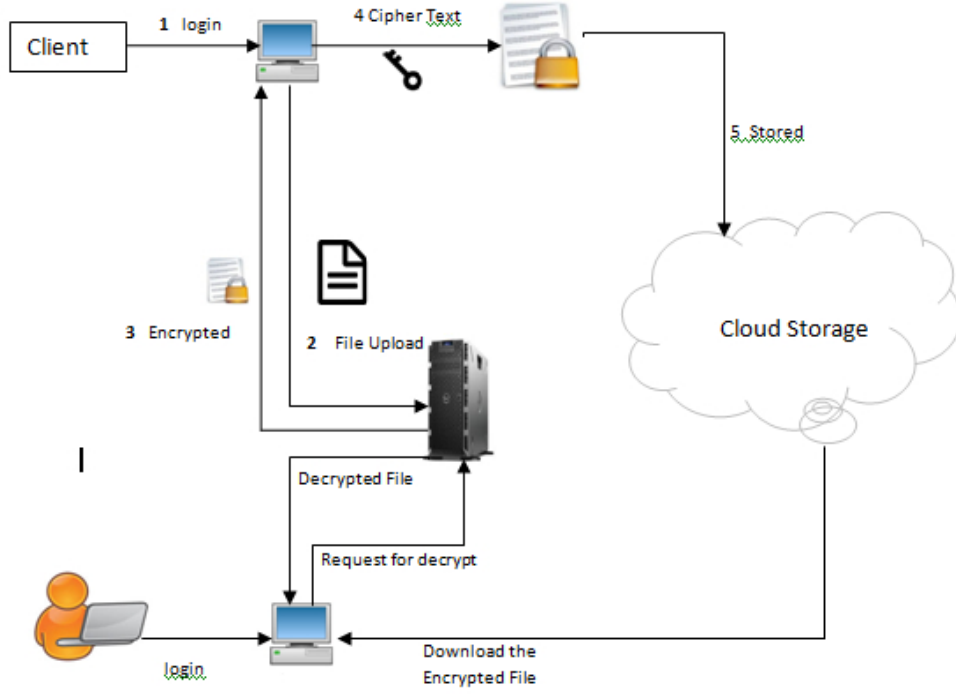 1 login
4 Cipher Text
Client
5 Stored
3 Encrypted
2 File Upload
Cloud Storage
Decrypted File
Request for decrypt
login
Download the
Encrypted File